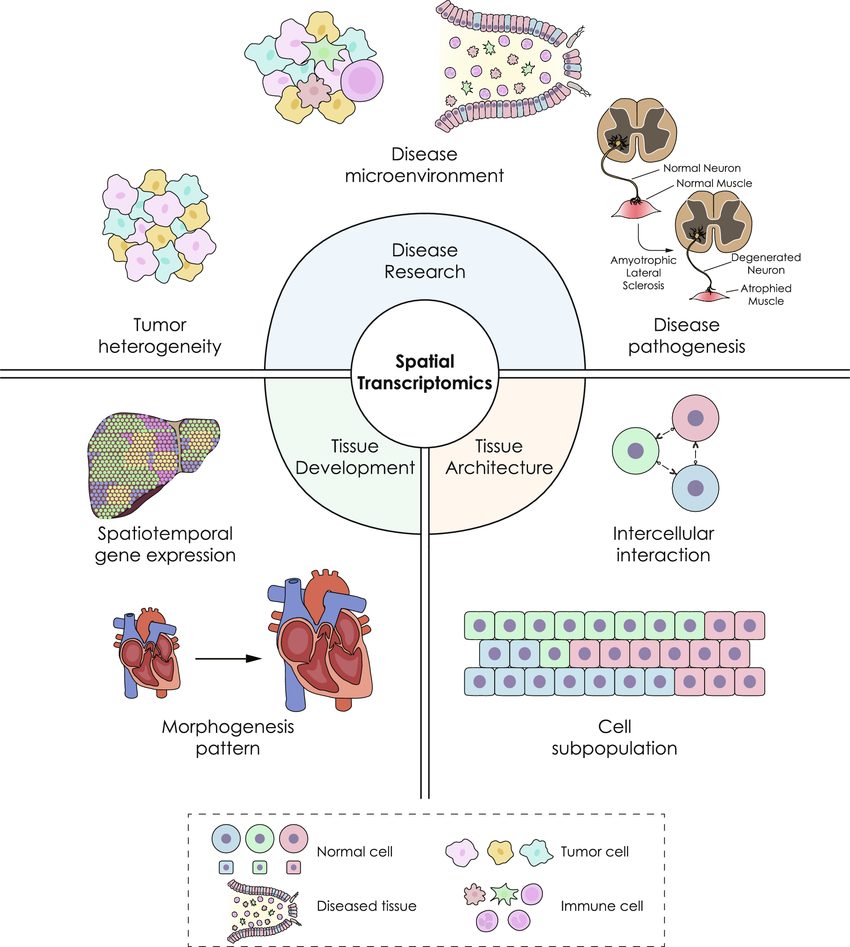 Disease
microenvironment
Normal Neuron
Normal Muscle
Amyotrophic
Lateral
Sclerosis
Degenerated
Neuron
Atrophied
Muscle
Disease
pathogenesis
Tumor
heterogeneity
Disease
Research
Spatial
Transcriptomics
Tissue
Development
Tissue
Architecture
Spatiotemporal
gene expression
Morphogenesis
pattern
Intercellular
interaction
Cell
subpopulation
Normal cell
Tumor cell
Diseased tissue
Immune cell